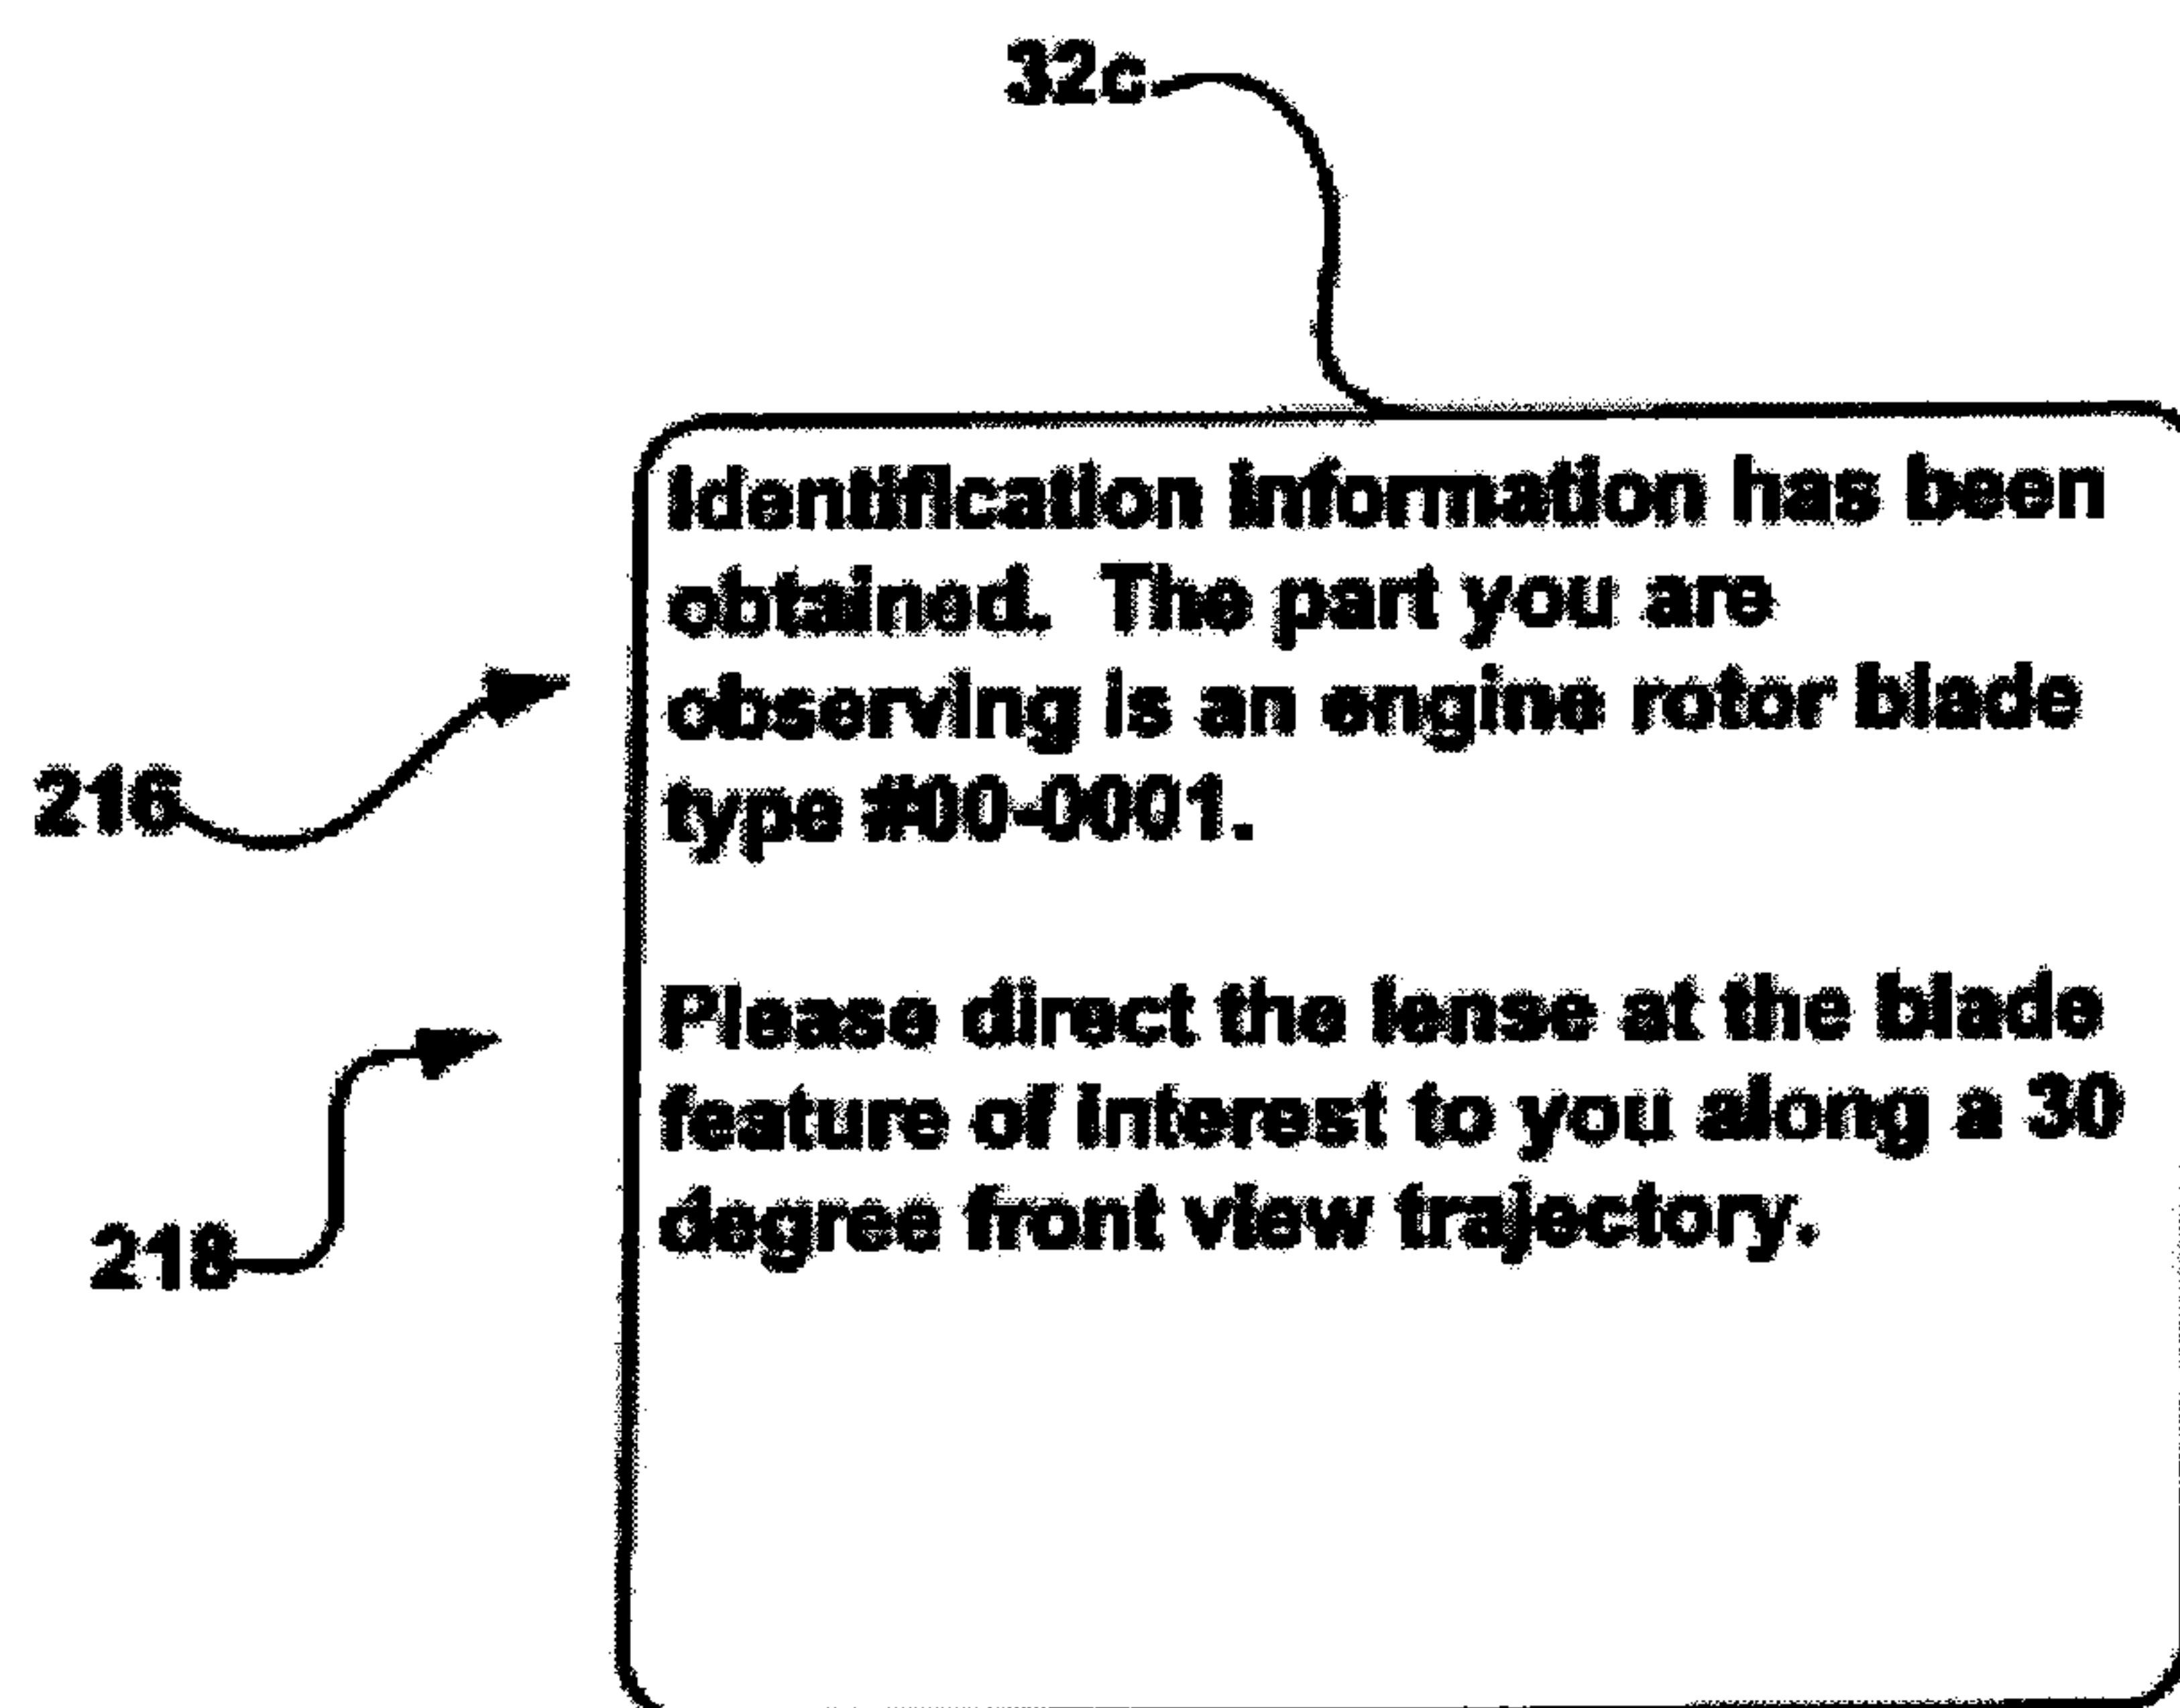 32c
Identification information has been
obtained.  The part you are
observing is an engine rotor blade
type #00-0001.
216
Please direct the lense at the blade
feature of interest to you along a 30
degree front view trajectory.
218